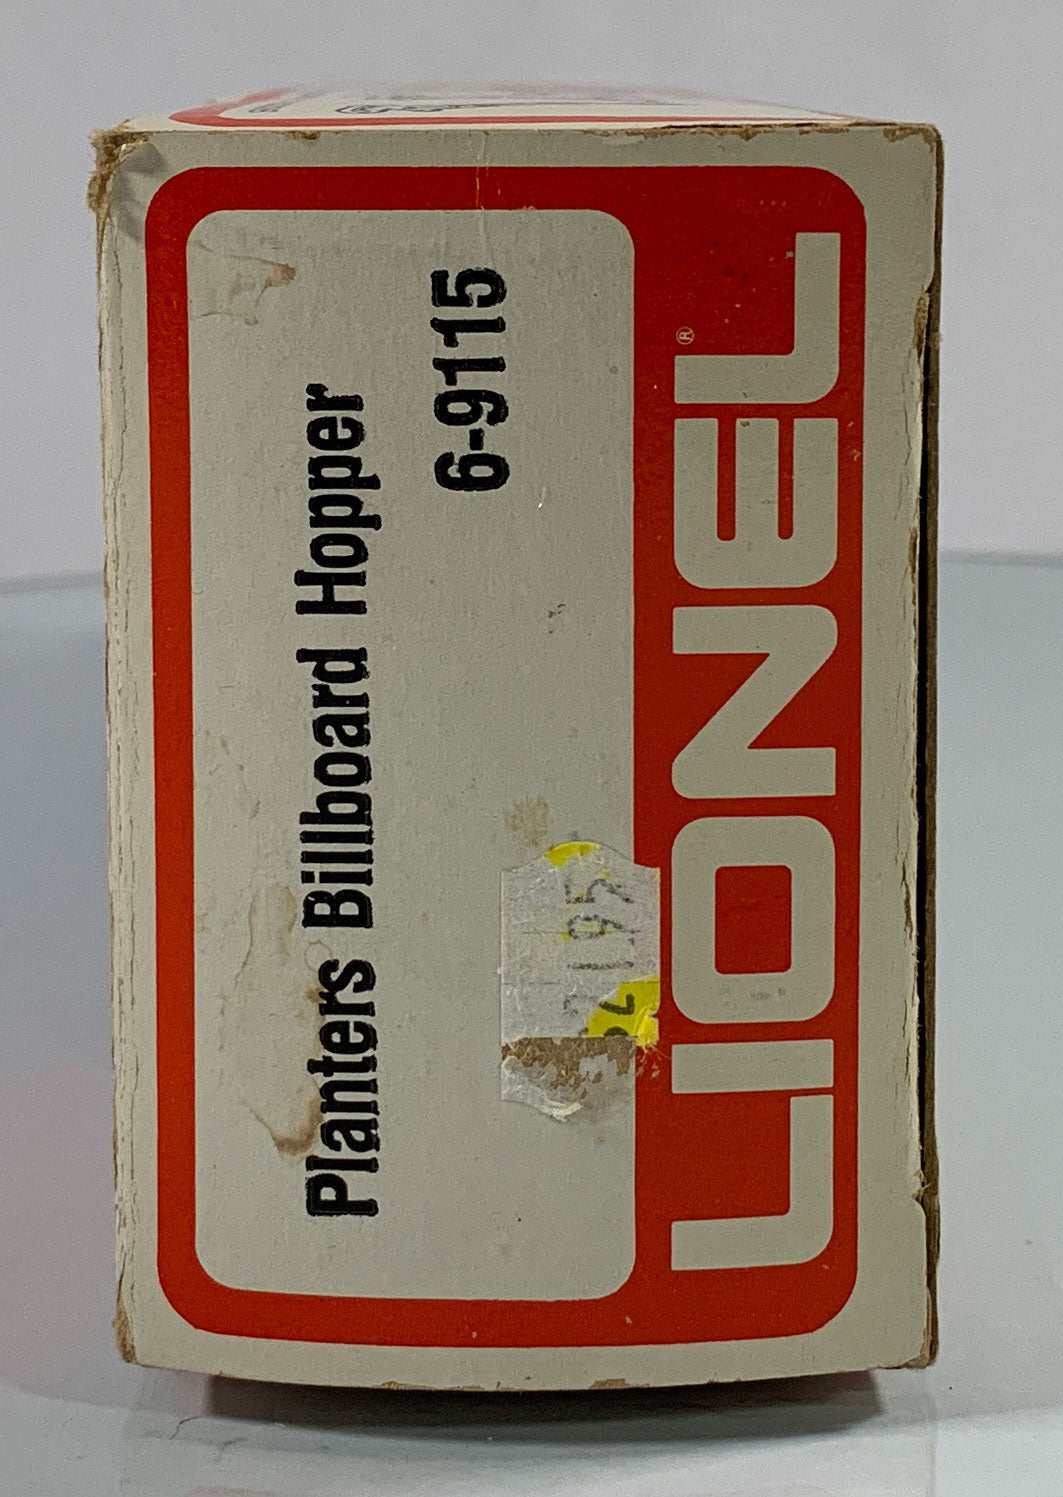 Planters Billboard Hopper
6-9115
LIONEL®